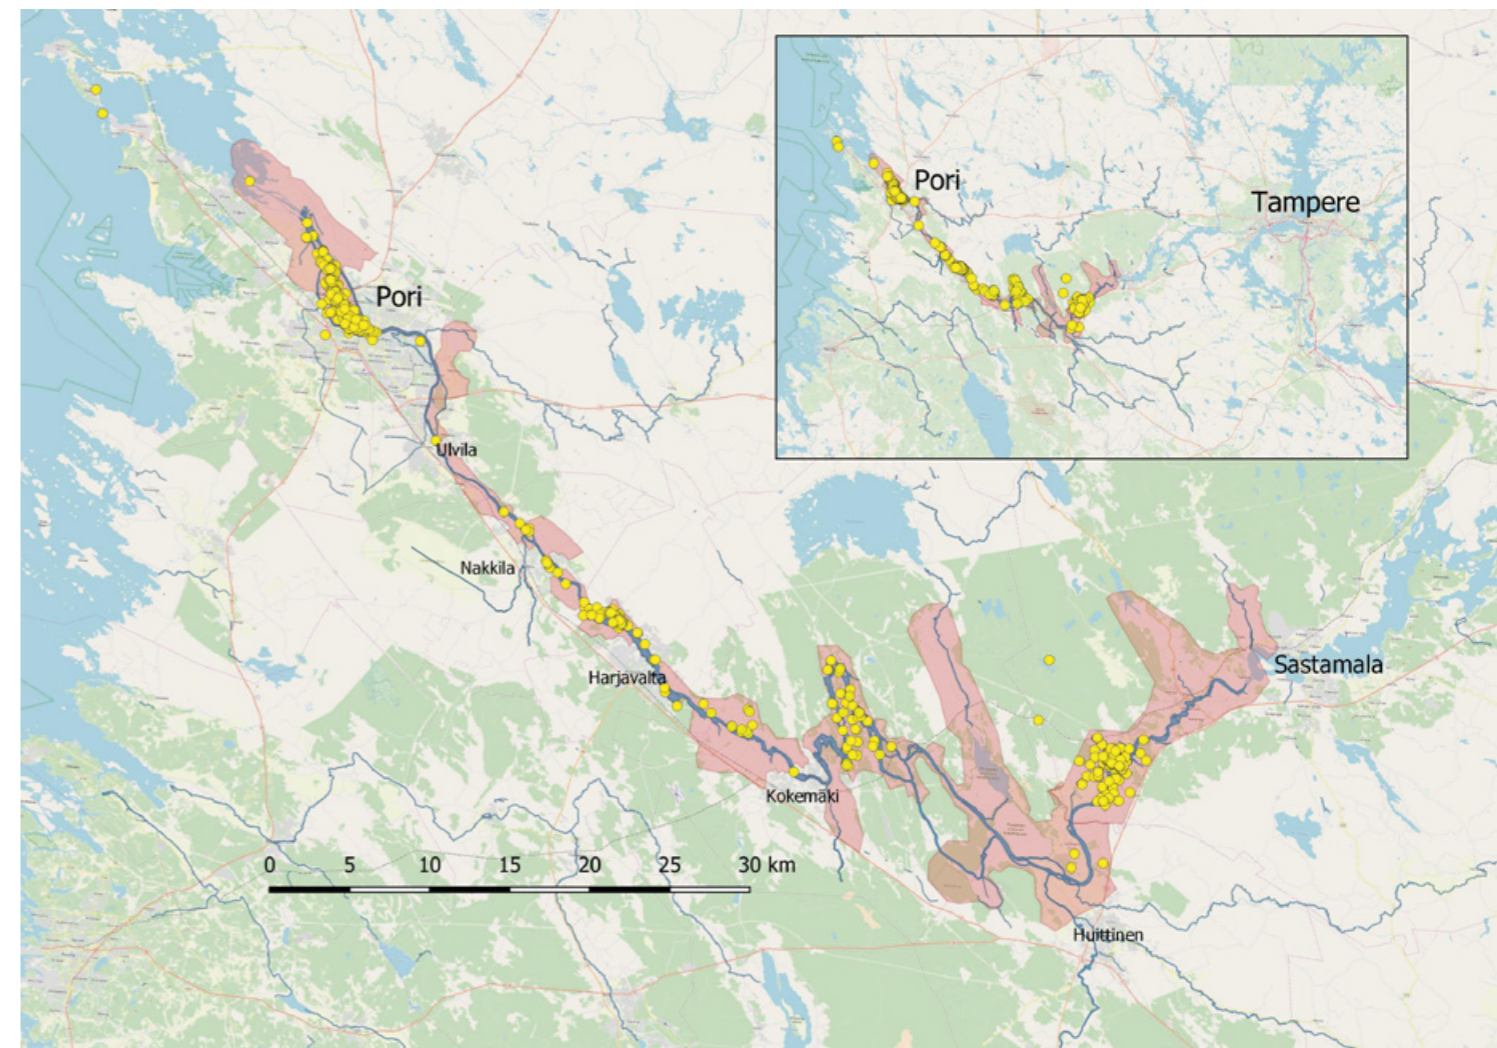 Pori
Tampere
Pori
Ulvila
Nakkila
Harjavalta
Sastamala
Kokemäki
0 5 10 15 20 25 30 km
Huittinen